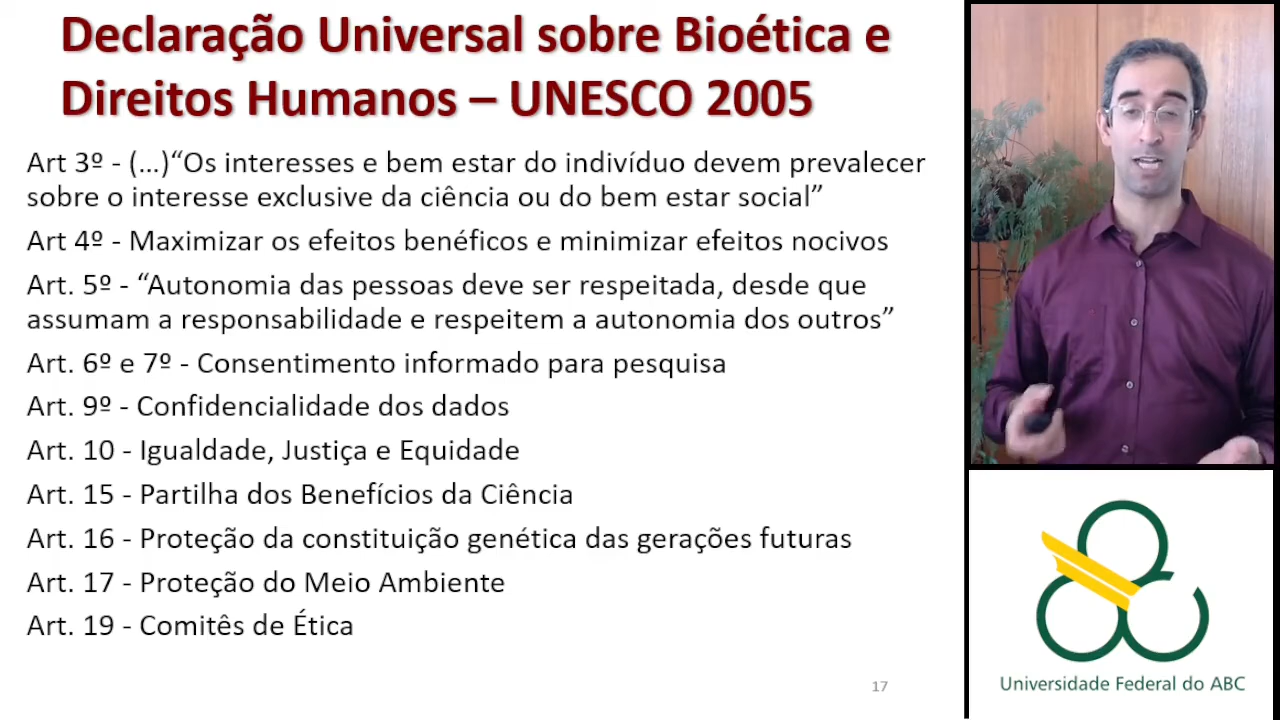 Declaração Universal sobre Bioética e
Direitos Humanos – UNESCO 2005
Art 3º - (...)“Os interesses e bem estar do indivíduo devem prevalecer
sobre o interesse exclusive da ciência ou do bem estar social”
Art 4º - Maximizar os efeitos benéficos e minimizar efeitos nocivos
Art. 5º - “Autonomia das pessoas deve ser respeitada, desde que
assumam a responsabilidade e respeitem a autonomia dos outros”
Art. 6º e 7º - Consentimento informado para pesquisa
Art. 9º - Confidencialidade dos dados
Art. 10 - Igualdade, Justiça e Equidade
Art. 15 - Partilha dos Benefícios da Ciência
Art. 16 - Proteção da constituição genética das gerações futuras
Art. 17 - Proteção do Meio Ambiente
Art. 19 - Comitês de Ética
17
Universidade Federal do ABC